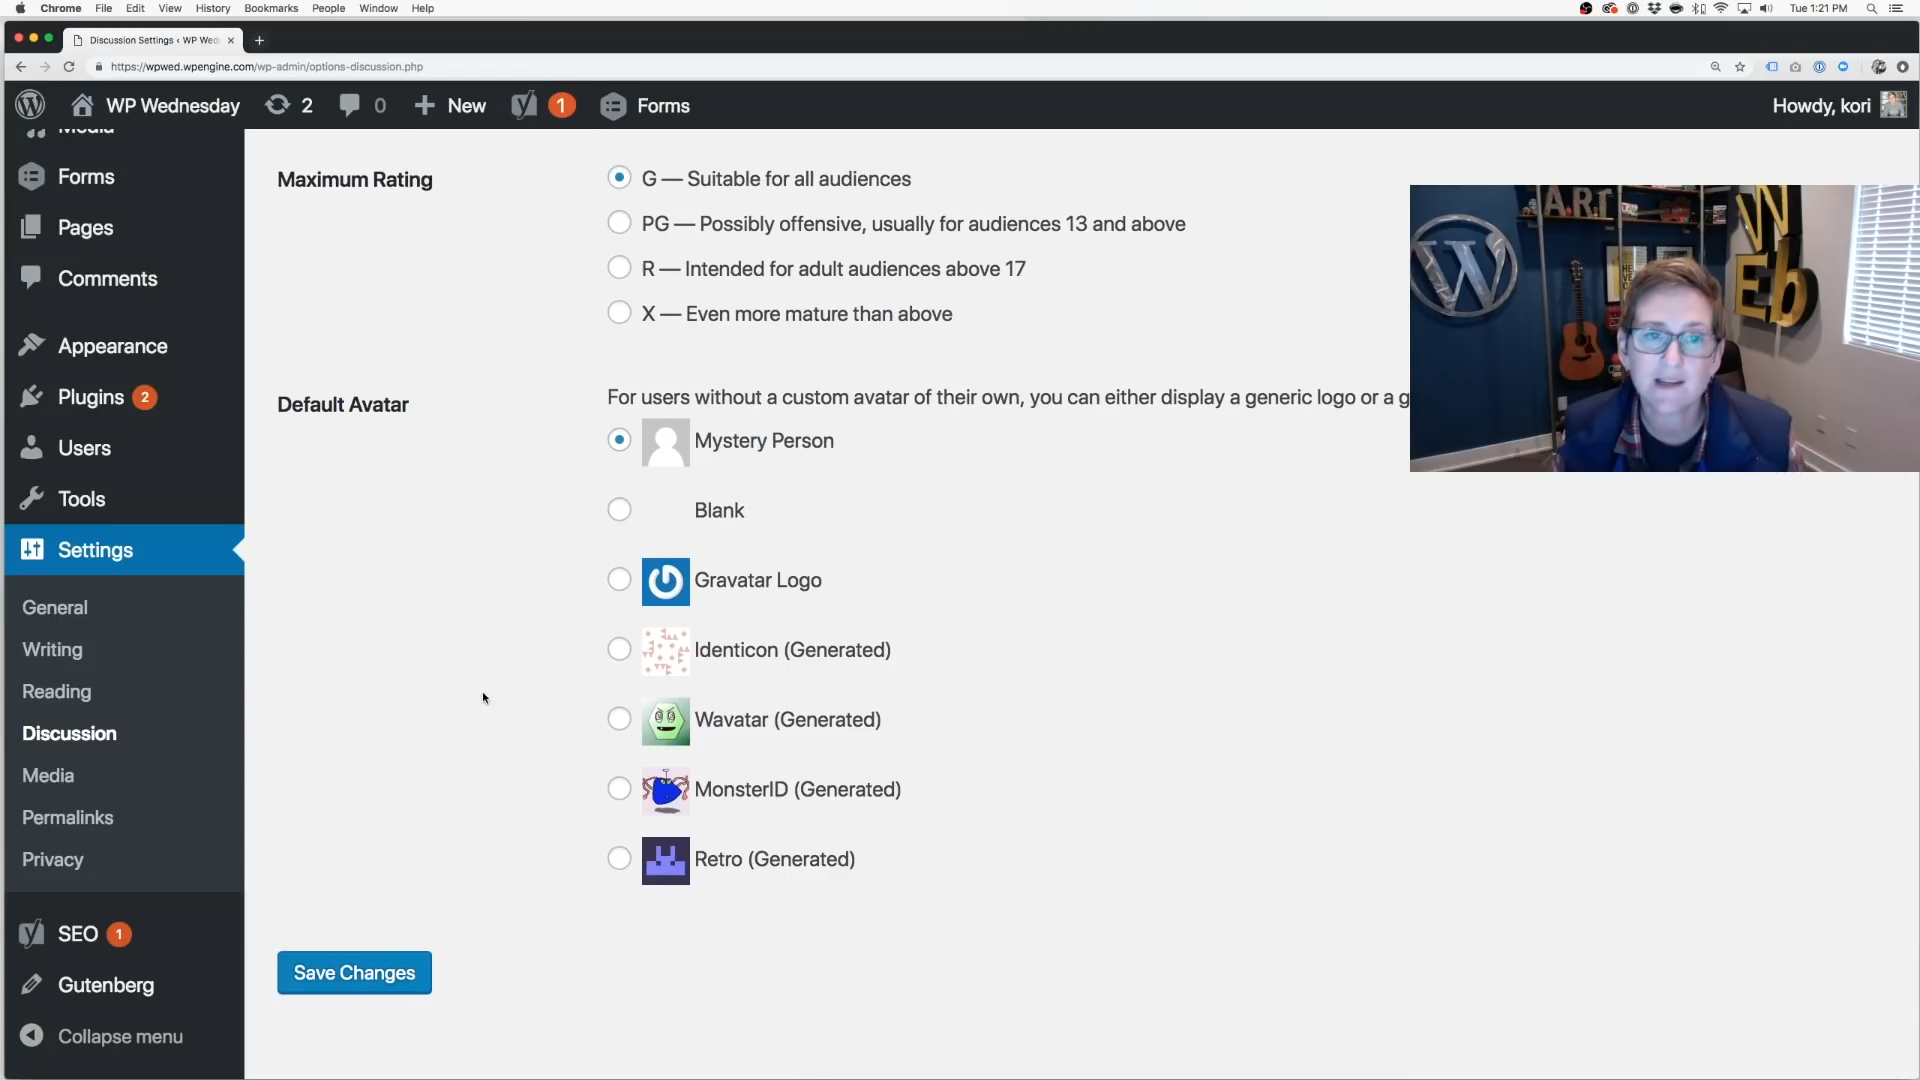 Chrome File Edit View History Bookmarks People Window Help Tue 1:21 PM
Discussion Settings ‹ WP Wed
https://wpwed.wpengine.com/wp-admin/options-discussion.php
WP Wednesday 2 0 New 1 Forms Howdy, kori
Media
Forms
Pages
Comments
Appearance
Plugins 2
Users
Tools
Settings
General
Writing
Reading
Discussion
Media
Permalinks
Privacy
SEO 1
Gutenberg
Collapse menu
Maximum Rating
G — Suitable for all audiences
PG — Possibly offensive, usually for audiences 13 and above
R — Intended for adult audiences above 17
X — Even more mature than above
Default Avatar
For users without a custom avatar of their own, you can either display a generic logo or a g
Mystery Person
Blank
Gravatar Logo
Identicon (Generated)
Wavatar (Generated)
MonsterID (Generated)
Retro (Generated)
Save Changes
ART
W
Eb